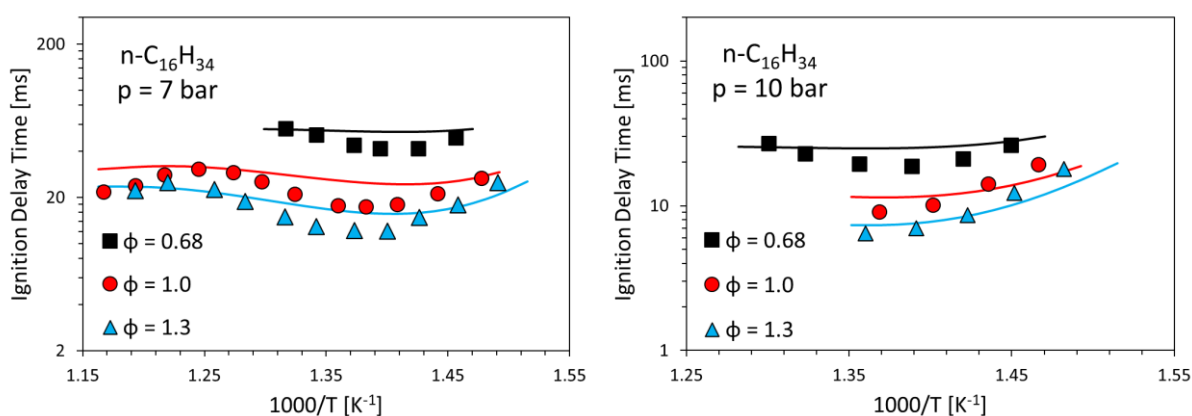 200
20
2
Ignition Delay Time [ms]
n-C₁₆H₃₄
p = 7 bar
ϕ = 0.68
ϕ = 1.0
ϕ = 1.3
1.15 1.25 1.35 1.45 1.55
1000/T [K⁻¹]
100
10
1
Ignition Delay Time [ms]
n-C₁₆H₃₄
p = 10 bar
ϕ = 0.68
ϕ = 1.0
ϕ = 1.3
1.25 1.35 1.45 1.55
1000/T [K⁻¹]